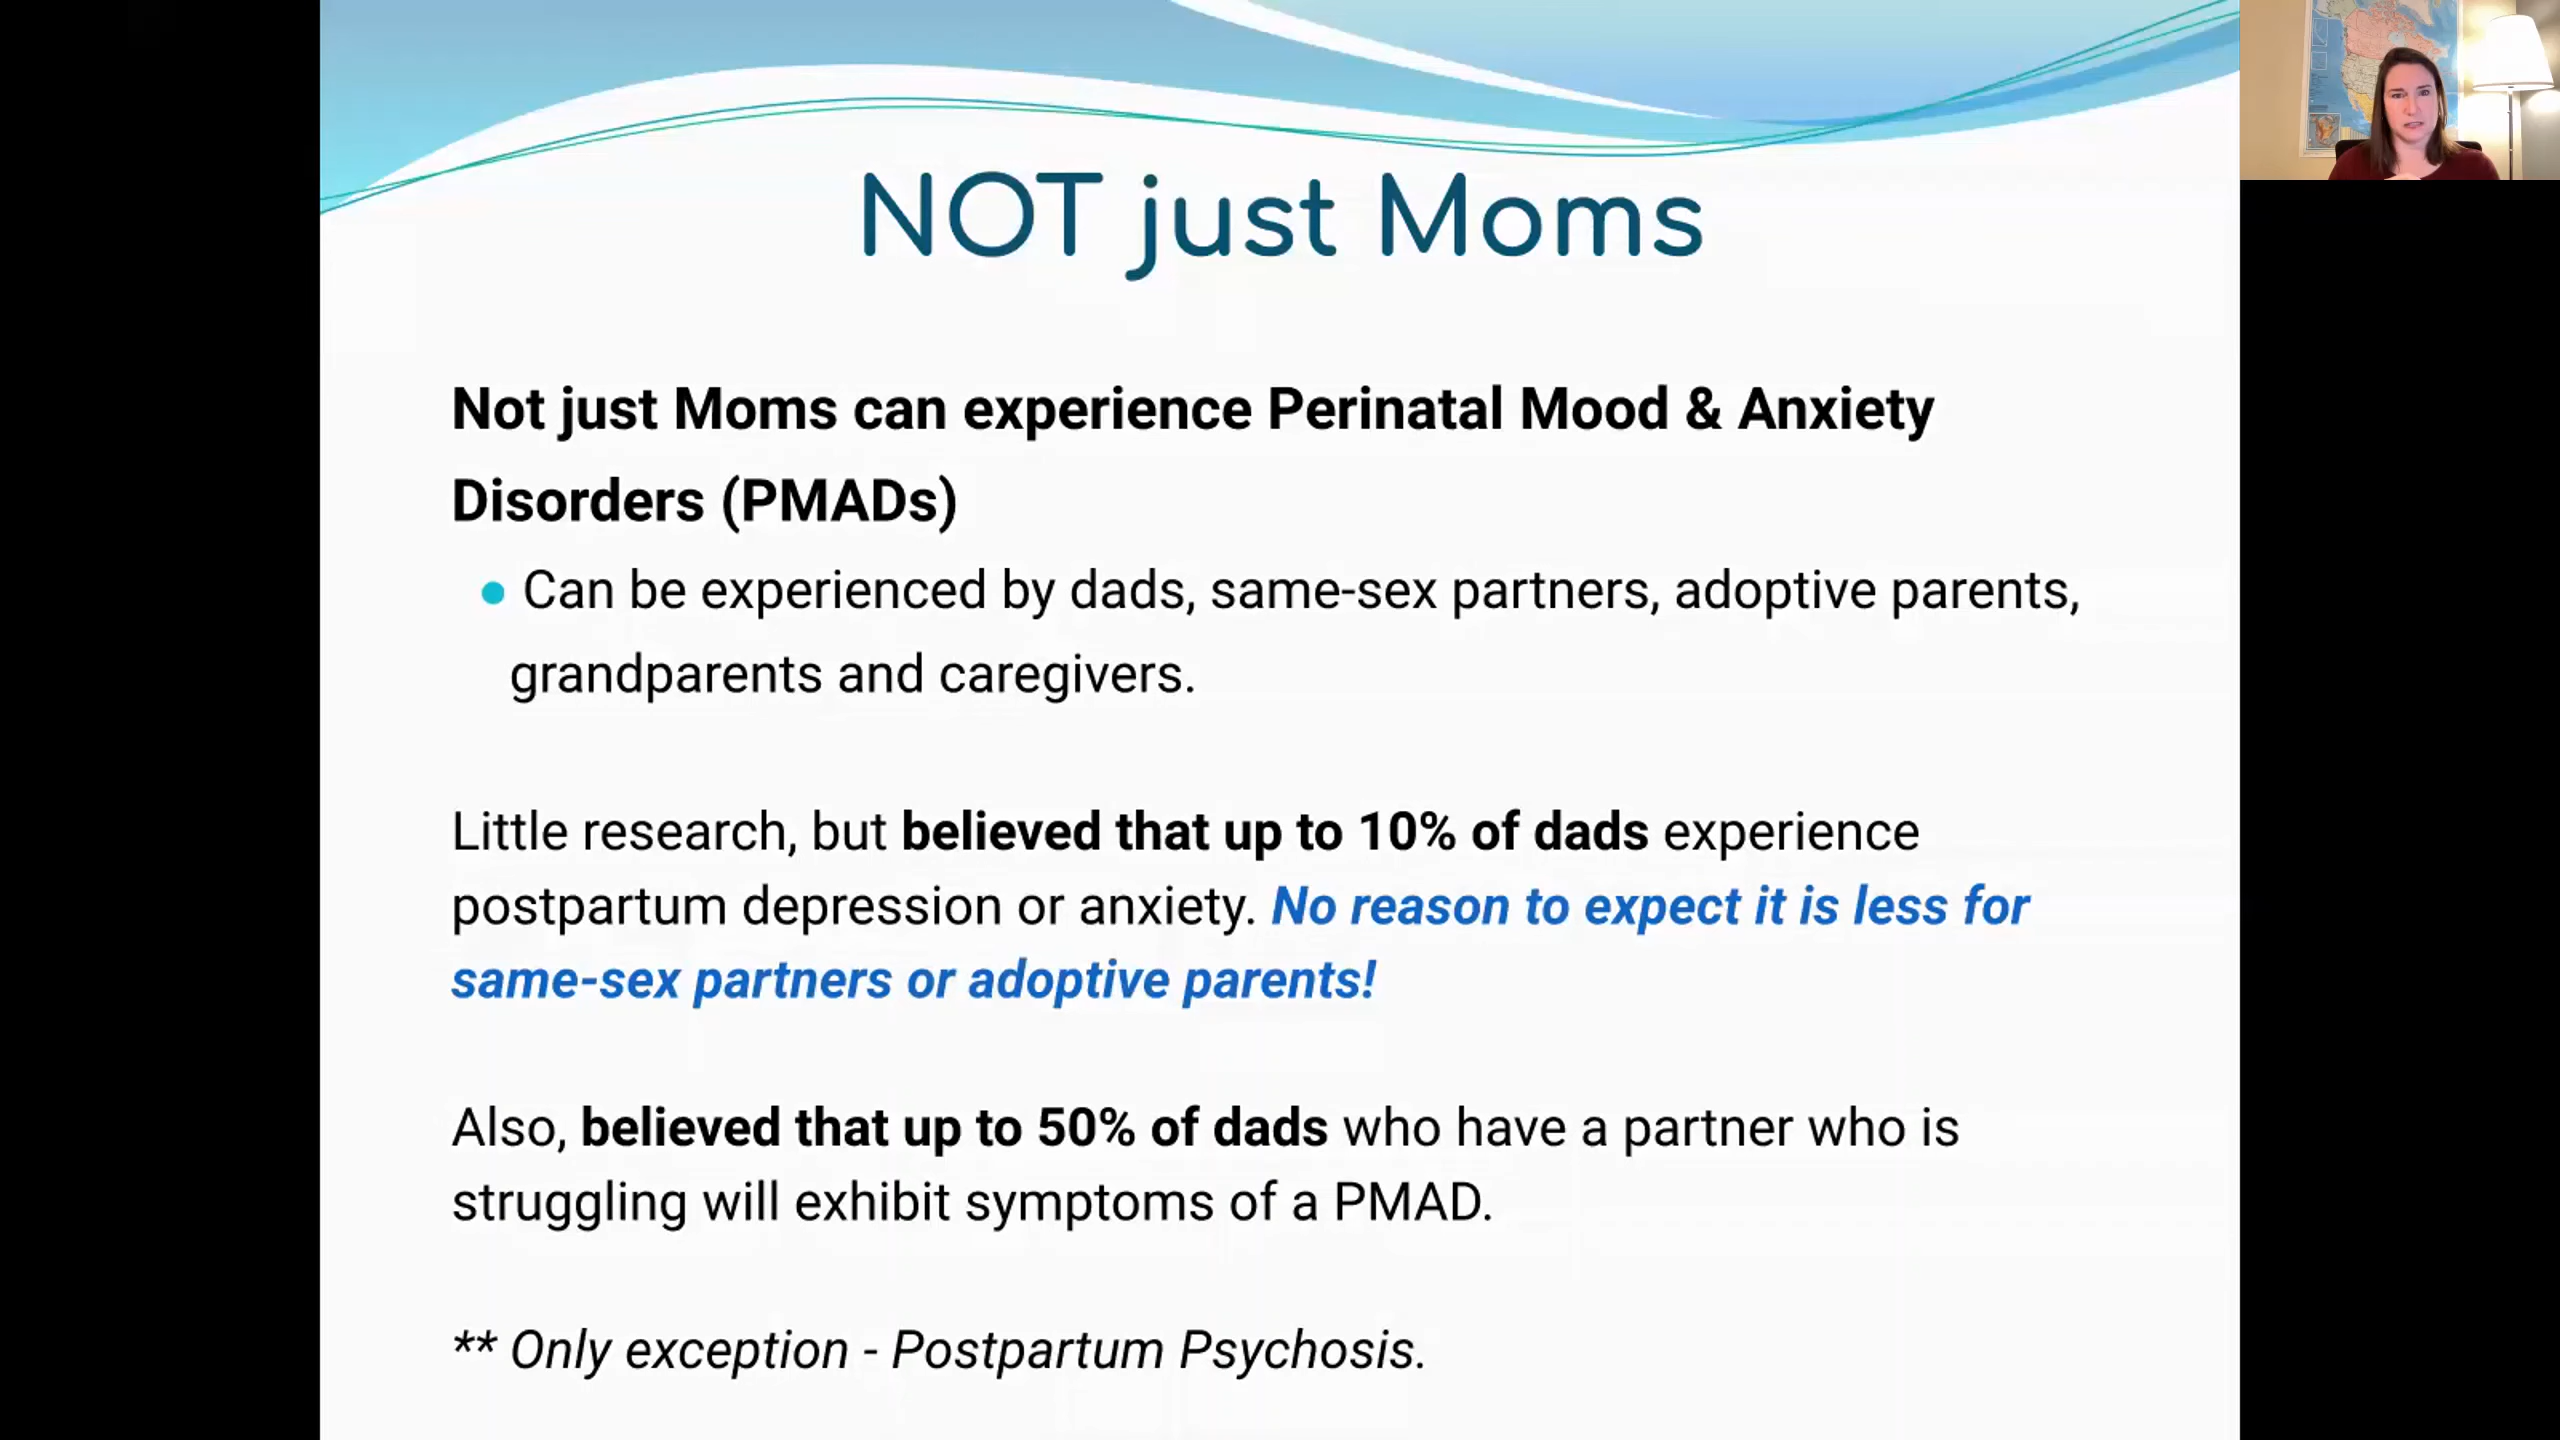 NOT just Moms
Not just Moms can experience Perinatal Mood & Anxiety
Disorders (PMADs)
• Can be experienced by dads, same-sex partners, adoptive parents,
grandparents and caregivers.
Little research, but believed that up to 10% of dads experience
postpartum depression or anxiety. No reason to expect it is less for
same-sex partners or adoptive parents!
Also, believed that up to 50% of dads who have a partner who is
struggling will exhibit symptoms of a PMAD.
** Only exception - Postpartum Psychosis.